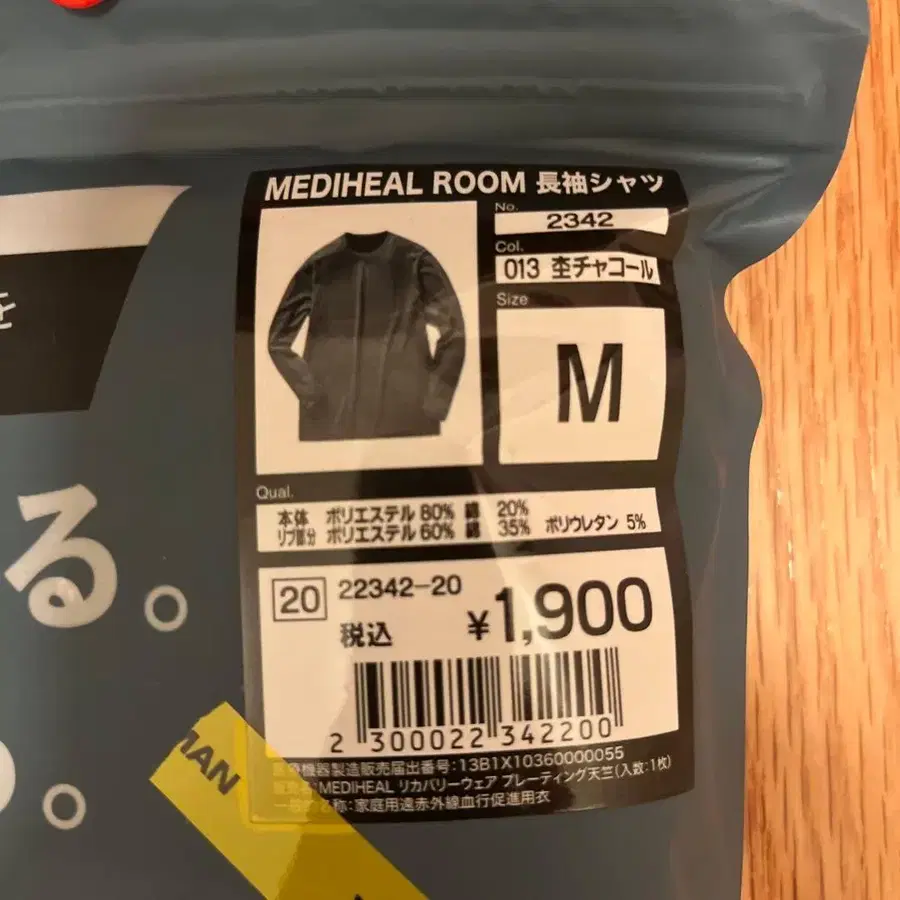 MEDIHEAL ROOM 長袖シャツ
No.
2342
Col.
013 杢チャコール
Size
M
Qual.
本体 ポリエステル 80% 綿 20%
リブ部分 ポリエステル 60% 綿 35% ポリウレタン 5%
20 22342-20
税込 ¥1,900
2 300022 342200
医療機器製造販売届出番号:13B1X10360000055
販売名:MEDIHEAL リカバリーウェア プレーティング天竺(入数:1枚)
一般的名称:家庭用遠赤外線血行促進用衣
を
る。
。
MAN